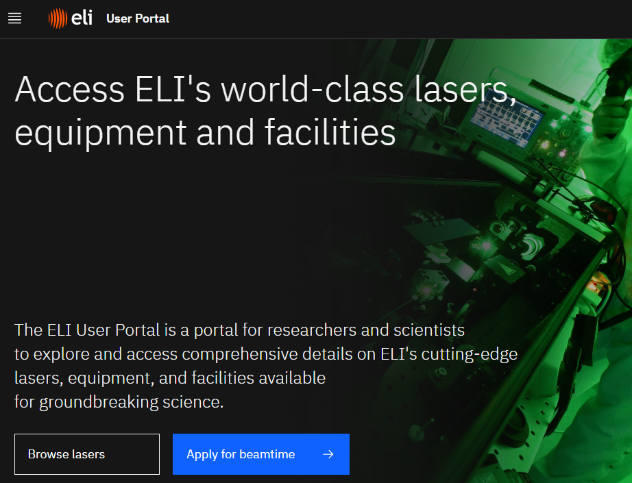 eli User Portal
Access ELI's world-class lasers,
equipment and facilities
The ELI User Portal is a portal for researchers and scientists
to explore and access comprehensive details on ELI's cutting-edge
lasers, equipment, and facilities available
for groundbreaking science.
Browse lasers
Apply for beamtime